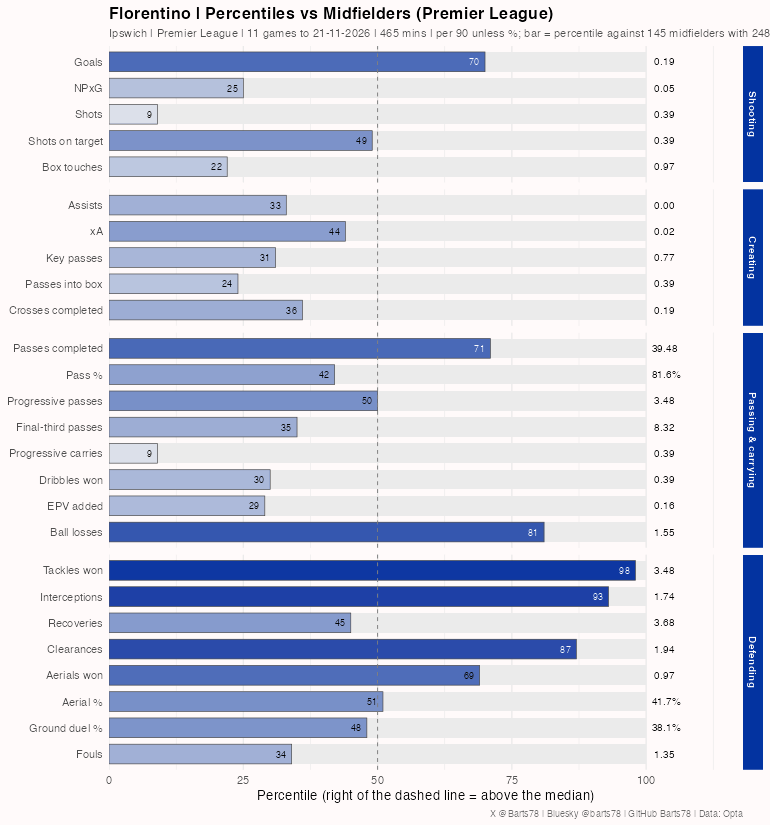 Florentino | Percentiles vs Midfielders (Premier League)
Ipswich | Premier League | 11 games to 21-11-2026 | 465 mins | per 90 unless %; bar = percentile against 145 midfielders with 248
Goals 70 0.19
NPxG 25 0.05
Shots 9 0.39
Shots on target 49 0.39
Box touches 22 0.97
Shooting
Assists 33 0.00
xA 44 0.02
Key passes 31 0.77
Passes into box 24 0.39
Crosses completed 36 0.19
Creating
Passes completed 71 39.48
Pass % 42 81.6%
Progressive passes 50 3.48
Final-third passes 35 8.32
Progressive carries 9 0.39
Dribbles won 30 0.39
EPV added 29 0.16
Ball losses 81 1.55
Passing & carrying
Tackles won 98 3.48
Interceptions 93 1.74
Recoveries 45 3.68
Clearances 87 1.94
Aerials won 69 0.97
Aerial % 51 41.7%
Ground duel % 48 38.1%
Fouls 34 1.35
Defending
0 25 50 75 100
Percentile (right of the dashed line = above the median)
X @Barts78 | Bluesky @barts78 | GitHub Barts78 | Data: Opta